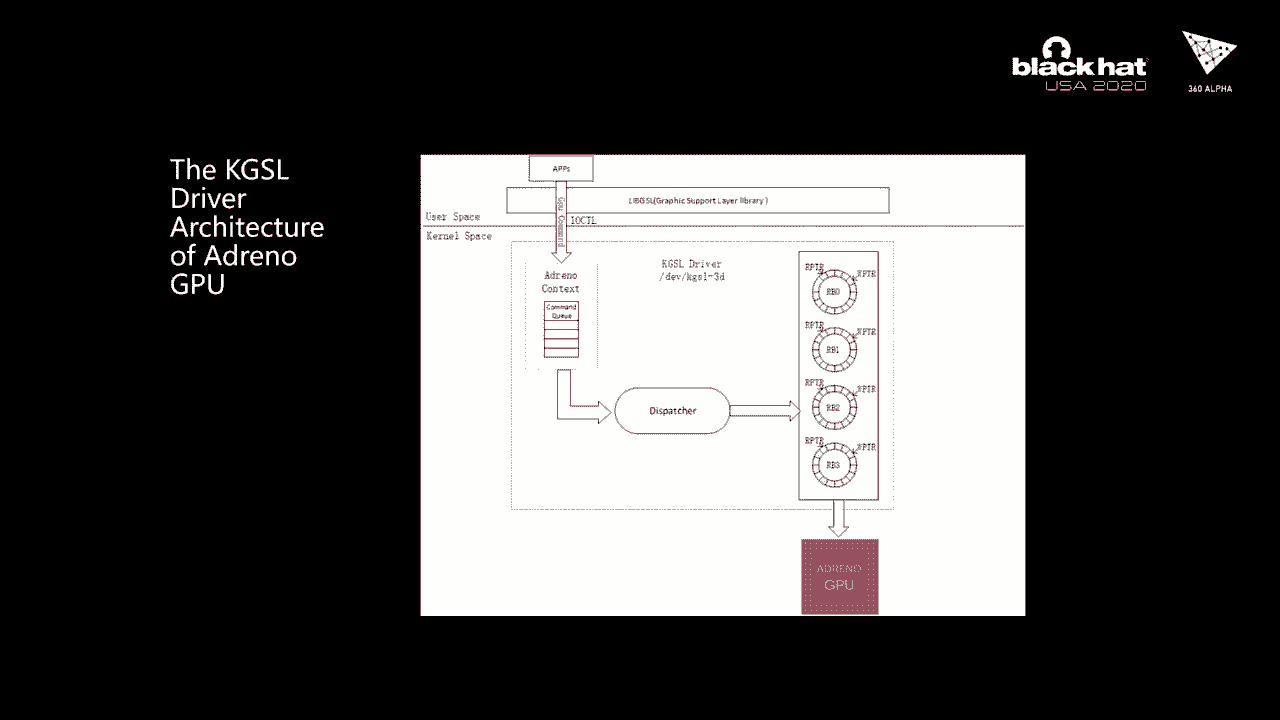 black hat
USA 2020
360 ALPHA
The KGSL
Driver
Architecture
of Adreno
GPU
APPs
LIBGSL(Graphic Support Layer library )
User Space
IOCTL
Gpu Command
Kernel Space
KGSL Driver
/dev/kgsl-3d
Adreno
Context
Command
Queue
Dispatcher
RPTR
WPTR
RB0
RPTR
WPTR
RB1
RPTR
WPTR
RB2
RPTR
WPTR
RB3
ADRENO
GPU